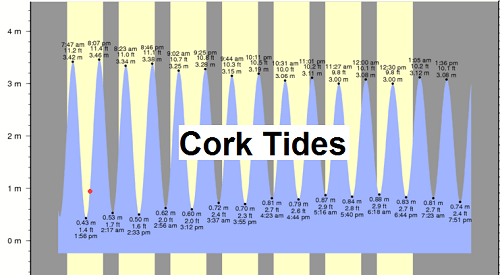 7:47 am
11.2 ft
3.42 m
8:07 pm
11.4 ft
3.46 m
8:23 am
11.0 ft
3.34 m
8:46 pm
11.1 ft
3.38 m
9:02 am
10.7 ft
3.25 m
9:25 pm
10.8 ft
3.28 m
9:44 am
10.3 ft
3.15 m
10:11 pm
10.5 ft
3.19 m
10:31 am
10.0 ft
3.06 m
11:01 pm
10.2 ft
3.11 m
11:27 am
9.8 ft
3.00 m
12:00 am
10.1 ft
3.08 m
12:30 pm
9.8 ft
3.00 m
1:05 am
10.2 ft
3.12 m
1:36 pm
10.1 ft
3.08 m
4 m
3 m
2 m
1 m
0 m
Cork Tides
0.43 m
1.4 ft
1:56 pm
0.53 m
1.7 ft
2:17 am
0.50 m
1.6 ft
2:33 pm
0.62 m
2.0 ft
2:56 am
0.60 m
2.0 ft
3:12 pm
0.72 m
2.4 ft
3:37 am
0.70 m
2.3 ft
3:55 pm
0.81 m
2.7 ft
4:23 am
0.79 m
2.6 ft
4:44 pm
0.87 m
2.9 ft
5:16 am
0.84 m
2.8 ft
5:40 pm
0.88 m
2.9 ft
6:18 am
0.83 m
2.7 ft
6:44 pm
0.81 m
2.7 ft
7:23 am
0.74 m
2.4 ft
7:51 pm